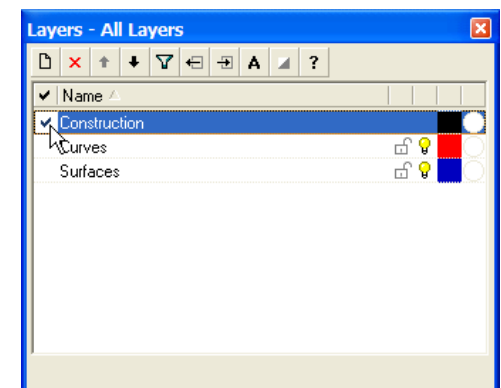 Layers - All Layers
A ?
Name
Construction
Curves
Surfaces